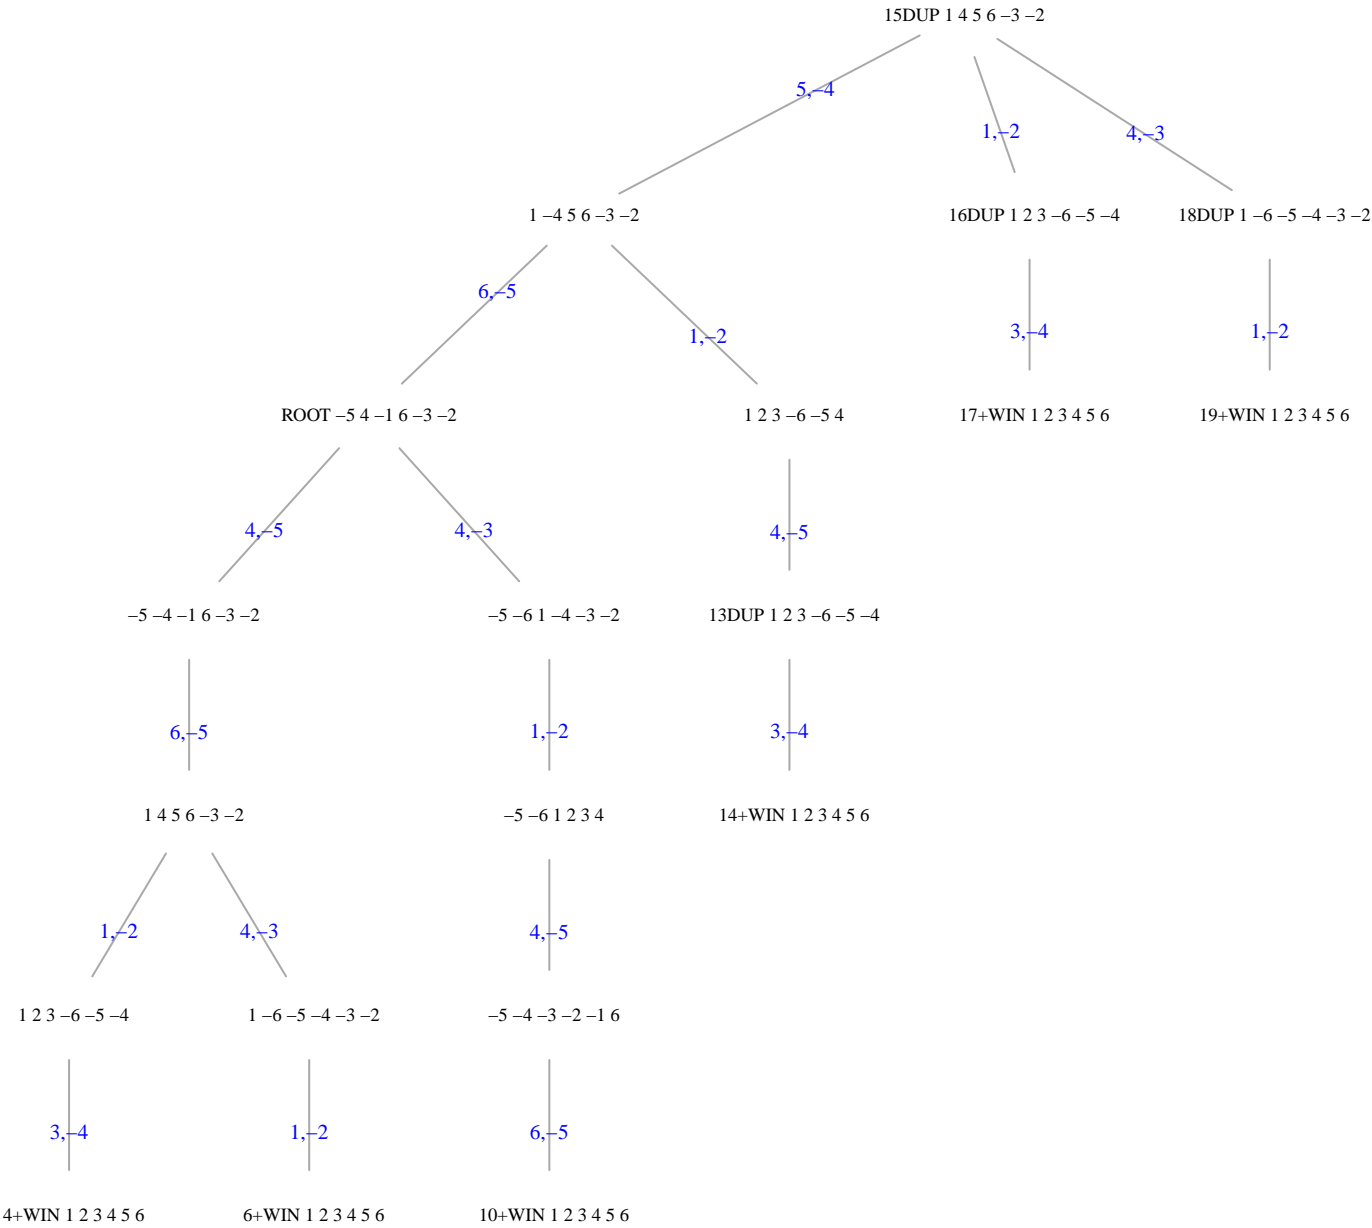 15DUP 1 4 5 6 –3 –2
5,–4
1,–2
4,–3
1 –4 5 6 –3 –2
16DUP 1 2 3 –6 –5 –4
18DUP 1 –6 –5 –4 –3 –2
6,–5
1,–2
3,–4
1,–2
ROOT –5 4 –1 6 –3 –2
1 2 3 –6 –5 4
17+WIN 1 2 3 4 5 6
19+WIN 1 2 3 4 5 6
4,–5
4,–3
4,–5
–5 –4 –1 6 –3 –2
–5 –6 1 –4 –3 –2
13DUP 1 2 3 –6 –5 –4
6,–5
1,–2
3,–4
1 4 5 6 –3 –2
–5 –6 1 2 3 4
14+WIN 1 2 3 4 5 6
1,–2
4,–3
4,–5
1 2 3 –6 –5 –4
1 –6 –5 –4 –3 –2
–5 –4 –3 –2 –1 6
3,–4
1,–2
6,–5
4+WIN 1 2 3 4 5 6
6+WIN 1 2 3 4 5 6
10+WIN 1 2 3 4 5 6